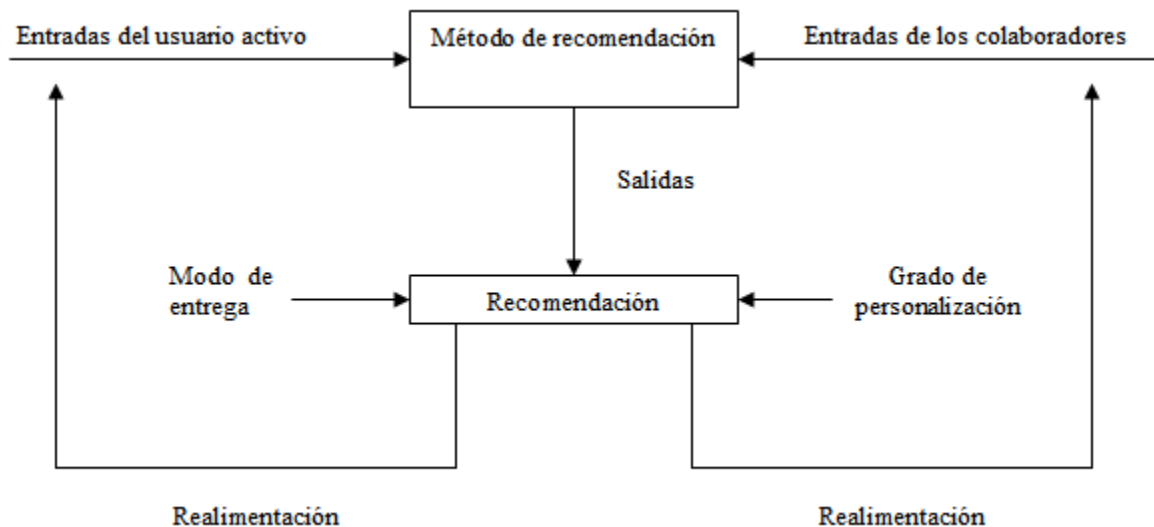 Entradas del usuario activo
Método de recomendación
Entradas de los colaboradores
Salidas
Modo de
entrega
Recomendación
Grado de
personalización
Realimentación
Realimentación